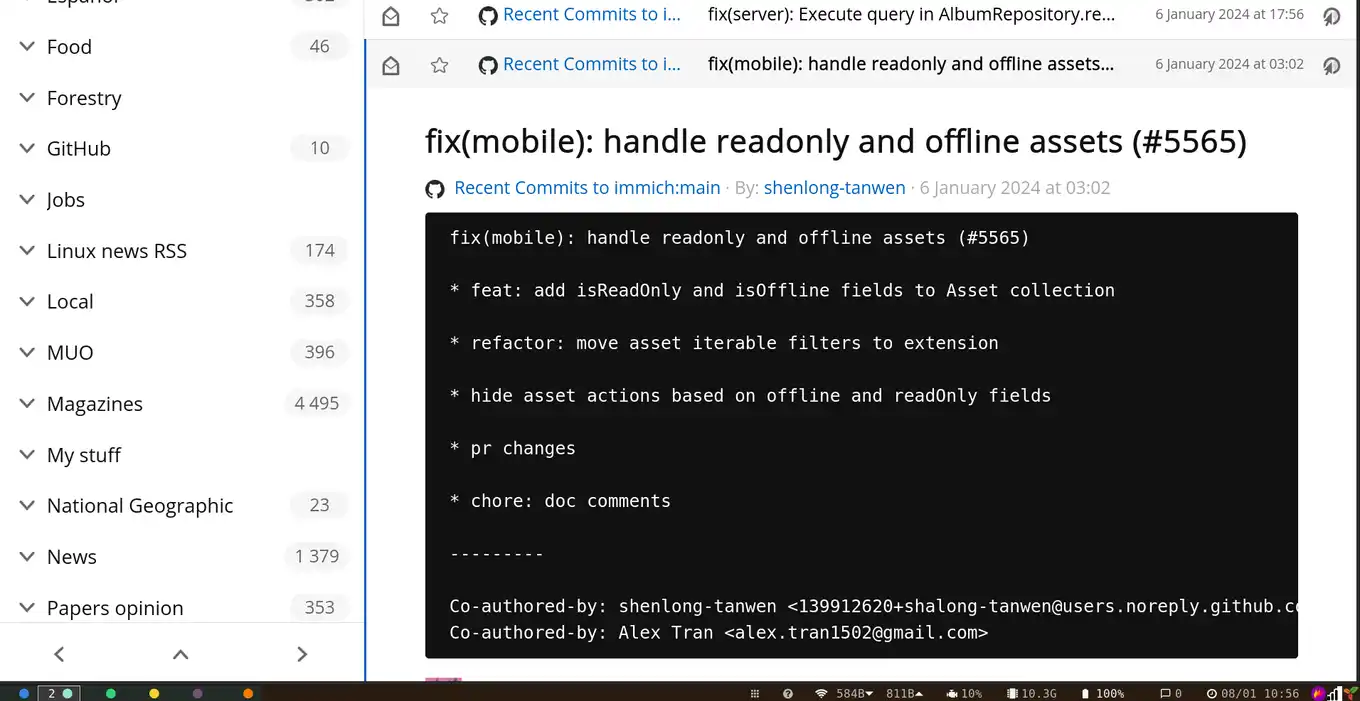 Español 302
Food 46
Forestry
GitHub 10
Jobs
Linux news RSS 174
Local 358
MUO 396
Magazines 4 495
My stuff
National Geographic 23
News 1 379
Papers opinion 353
Recent Commits to i... fix(server): Execute query in AlbumRepository.re... 6 January 2024 at 17:56
Recent Commits to i... fix(mobile): handle readonly and offline assets... 6 January 2024 at 03:02
fix(mobile): handle readonly and offline assets (#5565)
Recent Commits to immich:main · By: shenlong-tanwen · 6 January 2024 at 03:02
fix(mobile): handle readonly and offline assets (#5565)
* feat: add isReadOnly and isOffline fields to Asset collection
* refactor: move asset iterable filters to extension
* hide asset actions based on offline and readOnly fields
* pr changes
* chore: doc comments
---------
Co-authored-by: shenlong-tanwen <139912620+shalong-tanwen@users.noreply.github.co
Co-authored-by: Alex Tran <alex.tran1502@gmail.com>
2 584B 811B 10% 10.3G 100% 0 08/01 10:56